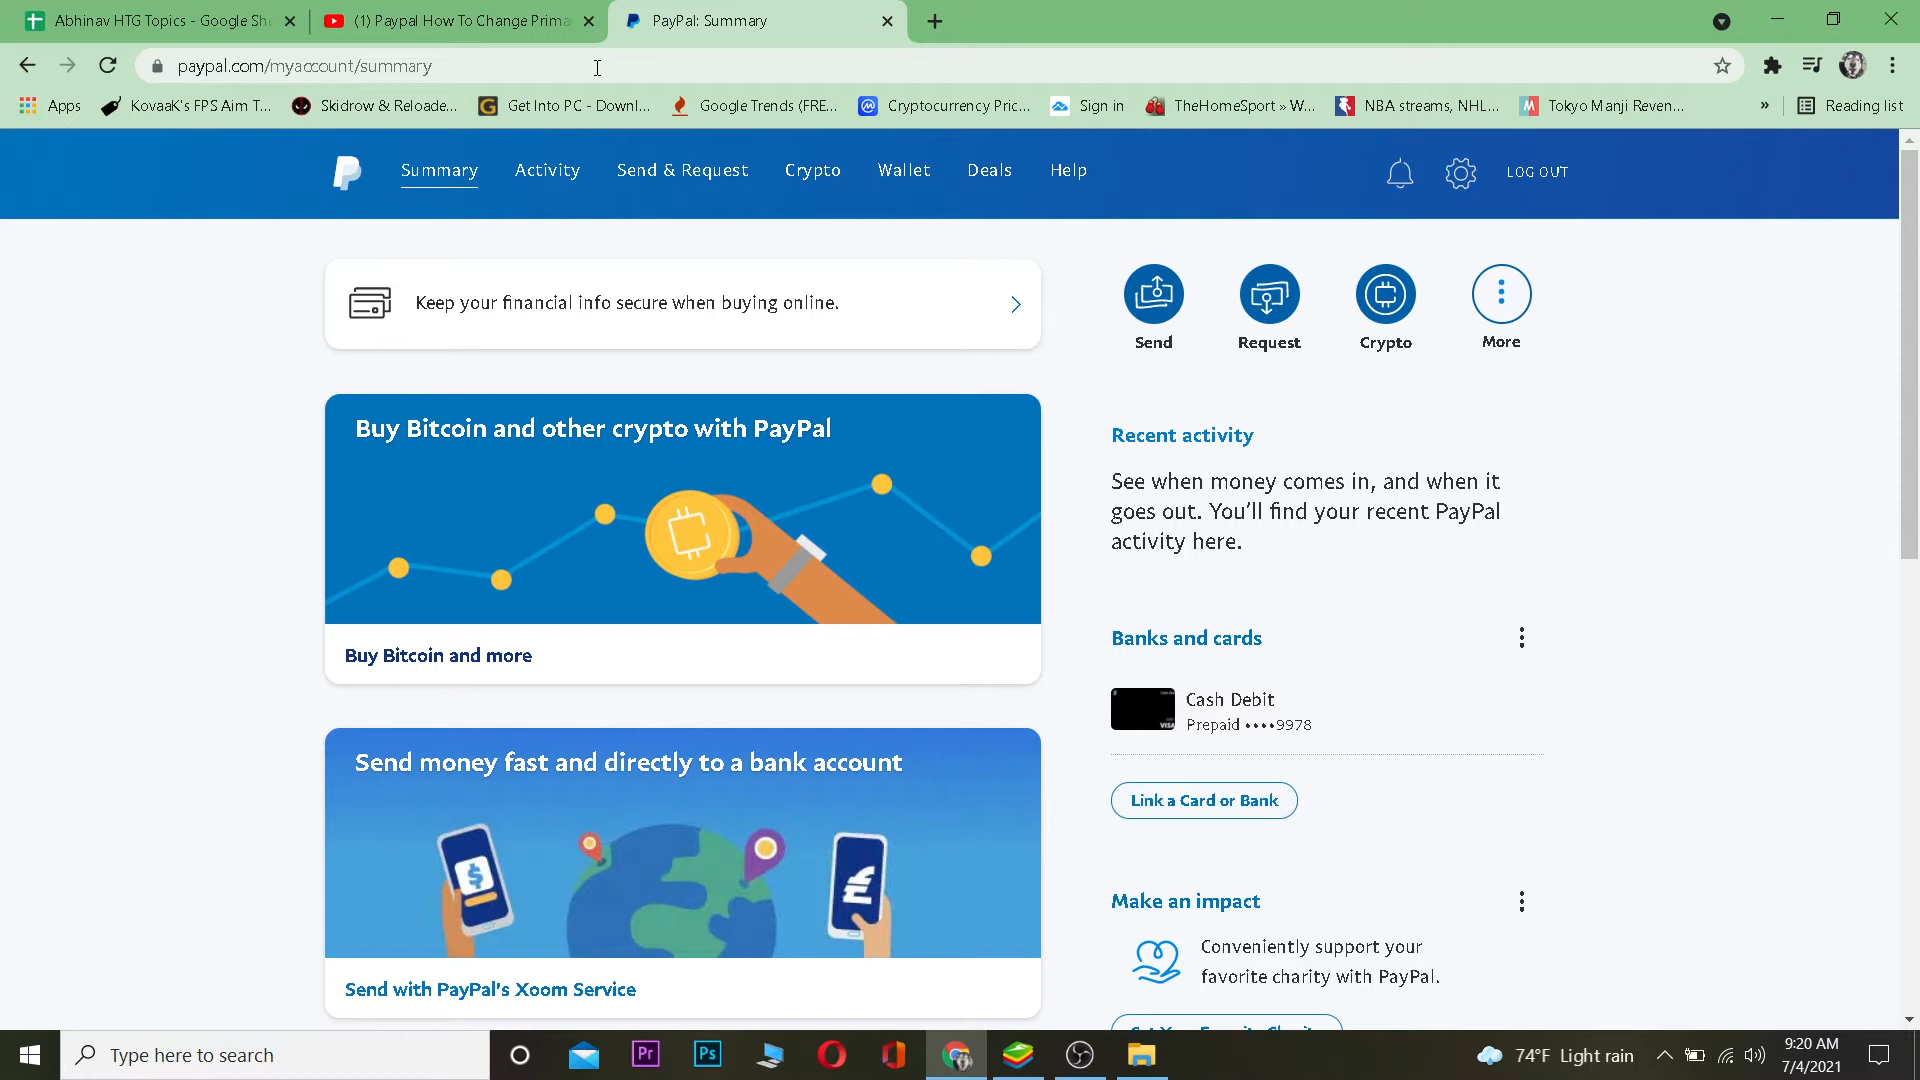 Abhinav HTG Topics - Google She
(1) Paypal How To Change Prima
PayPal: Summary
paypal.com/myaccount/summary
Apps
KovaaK's FPS Aim T...
Skidrow & Reloade...
Get Into PC - Downl...
Google Trends (FRE...
Cryptocurrency Pric...
Sign in
TheHomeSport » W...
NBA streams, NHL...
Tokyo Manji Reven...
»
Reading list
Summary
Activity
Send & Request
Crypto
Wallet
Deals
Help
LOG OUT
Keep your financial info secure when buying online.
Send
Request
Crypto
More
Buy Bitcoin and other crypto with PayPal
Buy Bitcoin and more
Recent activity
See when money comes in, and when it
goes out. You'll find your recent PayPal
activity here.
Banks and cards
VISA
Cash Debit
Prepaid ••••9978
Link a Card or Bank
Send money fast and directly to a bank account
Send with PayPal's Xoom Service
Make an impact
Conveniently support your
favorite charity with PayPal.
Type here to search
Pr
Ps
74°F Light rain
9:20 AM
7/4/2021